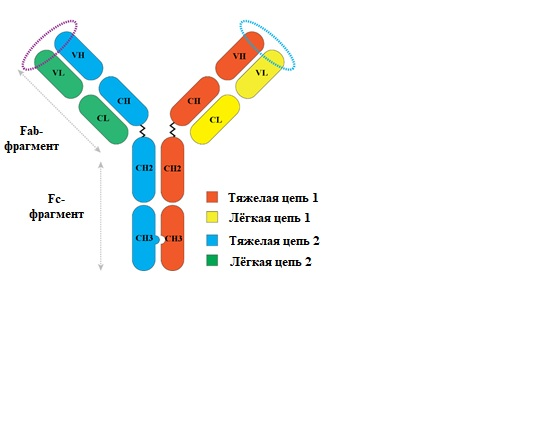 VH
VL
CH
CL
VH
VL
CH
CL
Fab-
фрагмент
CH2
CH2
Fc-
фрагмент
CH3
CH3
Тяжелая цепь 1
Лёгкая цепь 1
Тяжелая цепь 2
Лёгкая цепь 2